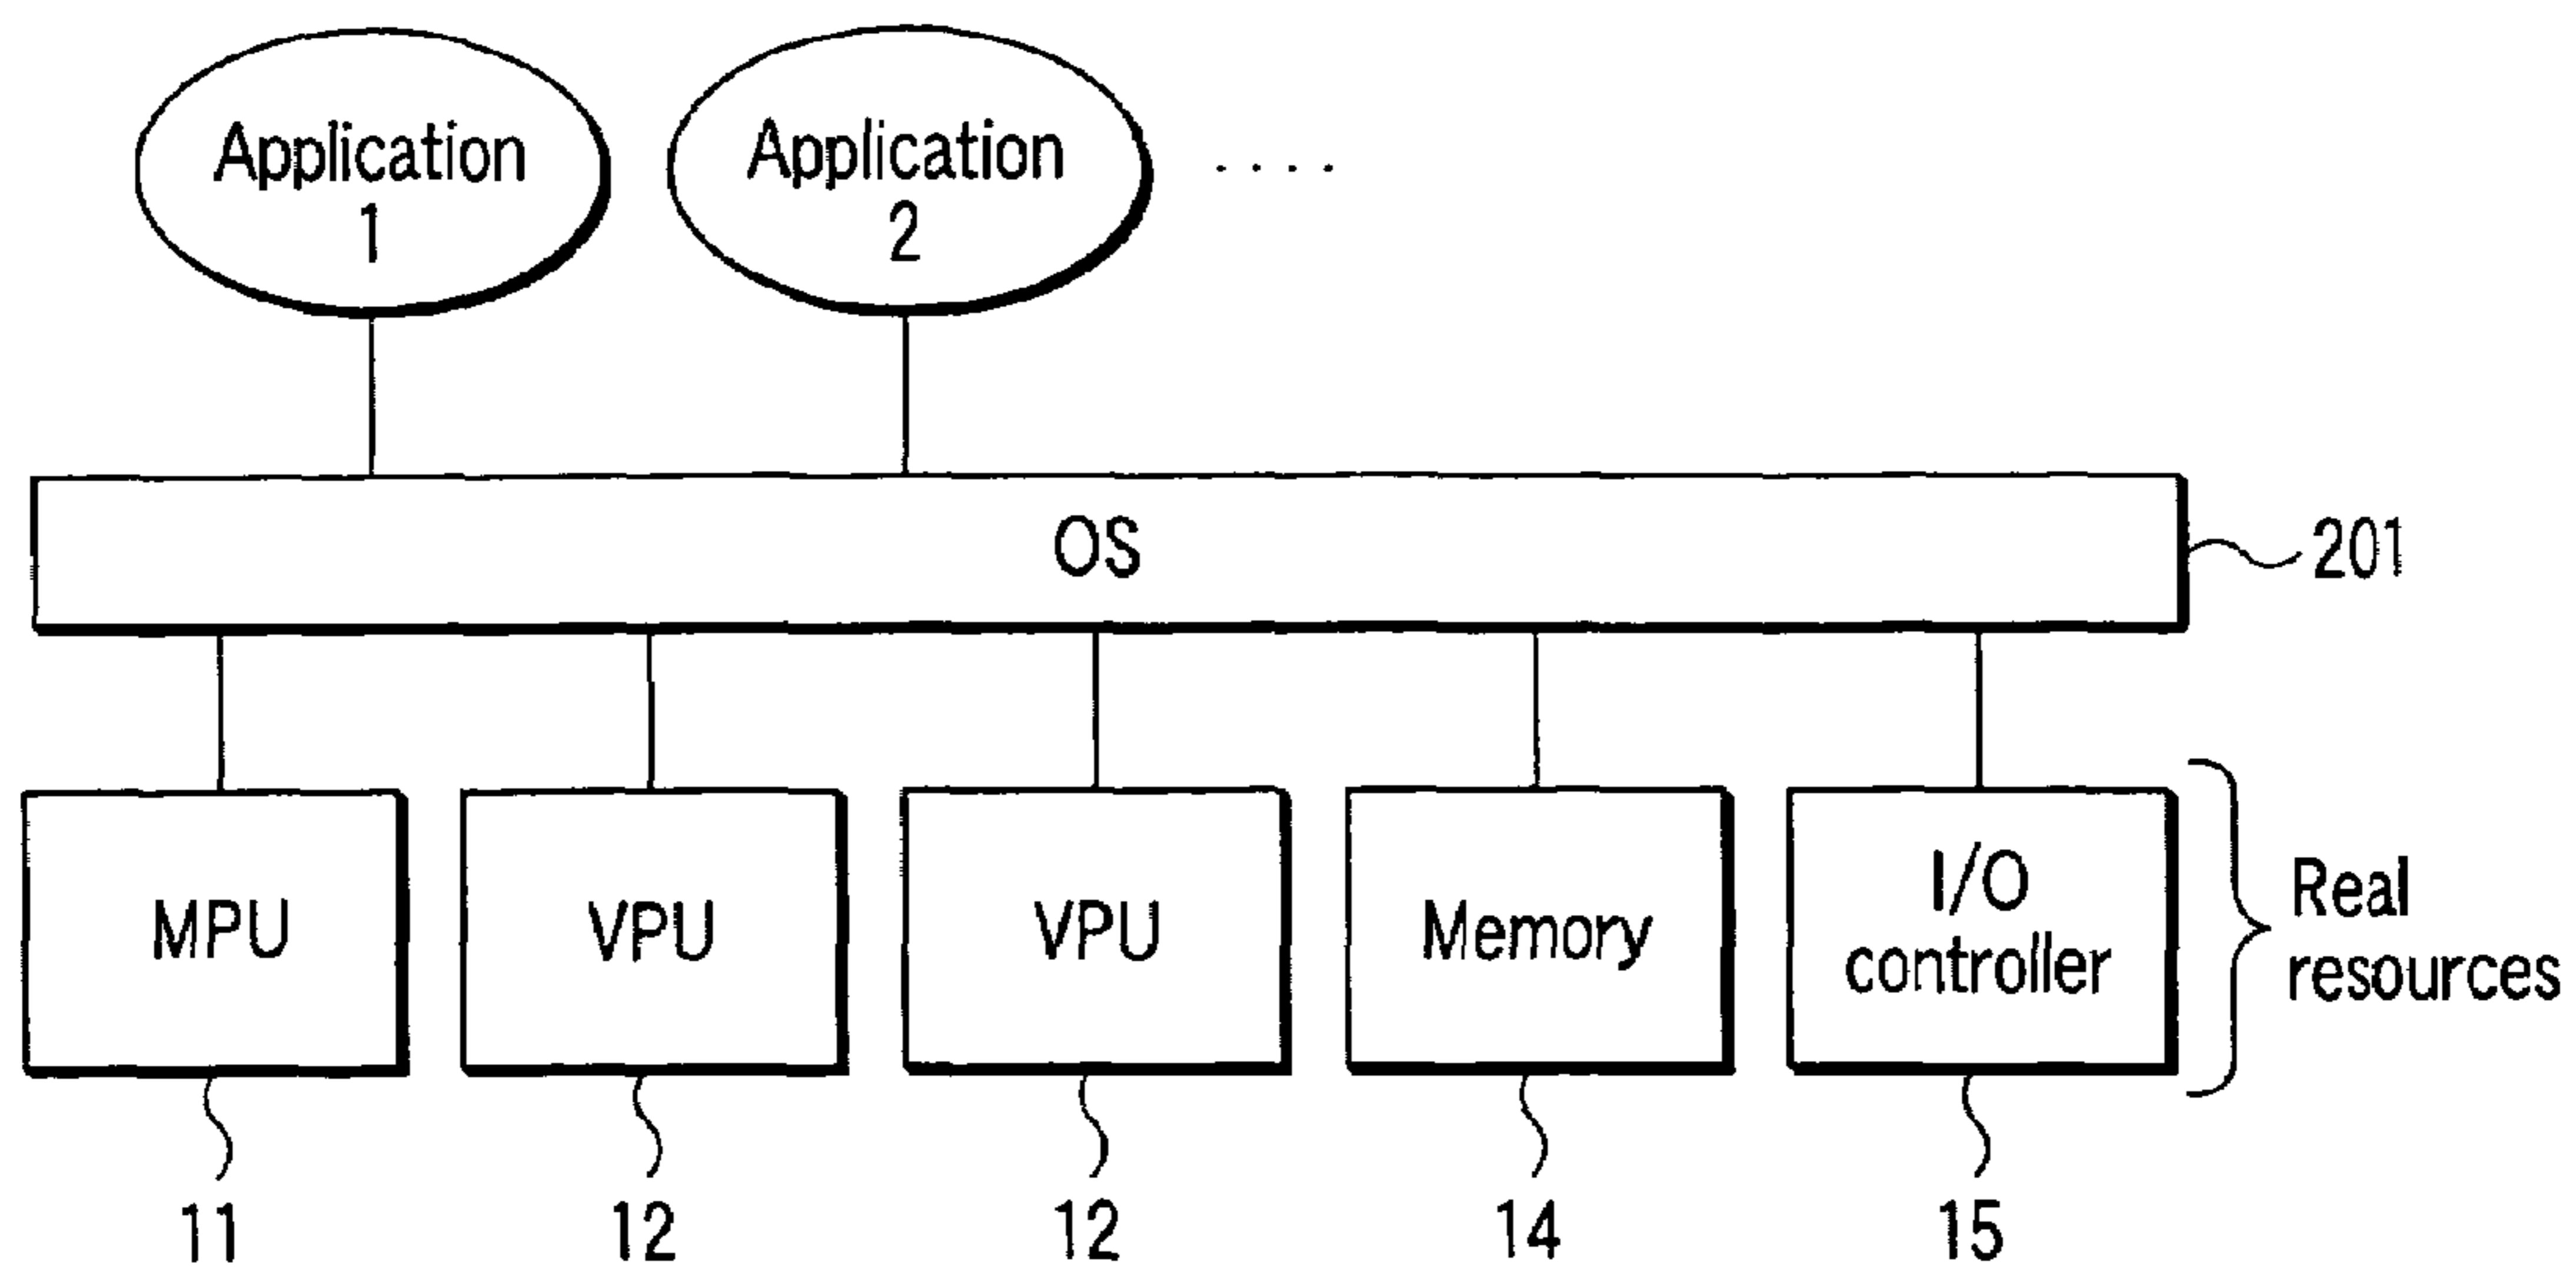 Application
1
Application
2
....
OS
201
MPU
VPU
VPU
Memory
I/O
controller
Real
resources
11
12
12
14
15